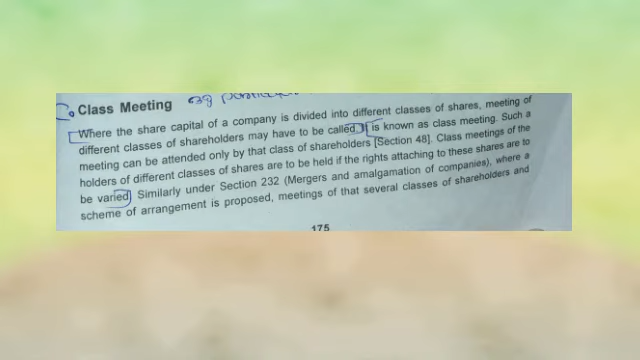 Class Meeting
Where the share capital of a company is divided into different classes of shares, meeting of
different classes of shareholders may have to be called. It is known as class meeting. Such a
meeting can be attended only by that class of shareholders [Section 48]. Class meetings of the
holders of different classes of shares are to be held if the rights attaching to these shares are to
be varied. Similarly under Section 232 (Mergers and amalgamation of companies), where a
scheme of arrangement is proposed, meetings of that several classes of shareholders and
175